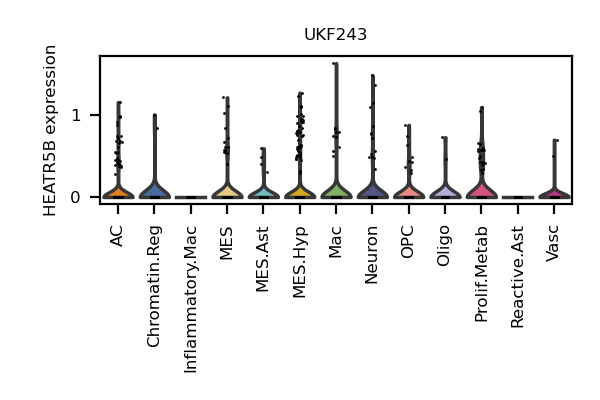 UKF243
HEATR5B expression
1
0
AC
Chromatin.Reg
Inflammatory.Mac
MES
MES.Ast
MES.Hyp
Mac
Neuron
OPC
Oligo
Prolif.Metab
Reactive.Ast
Vasc